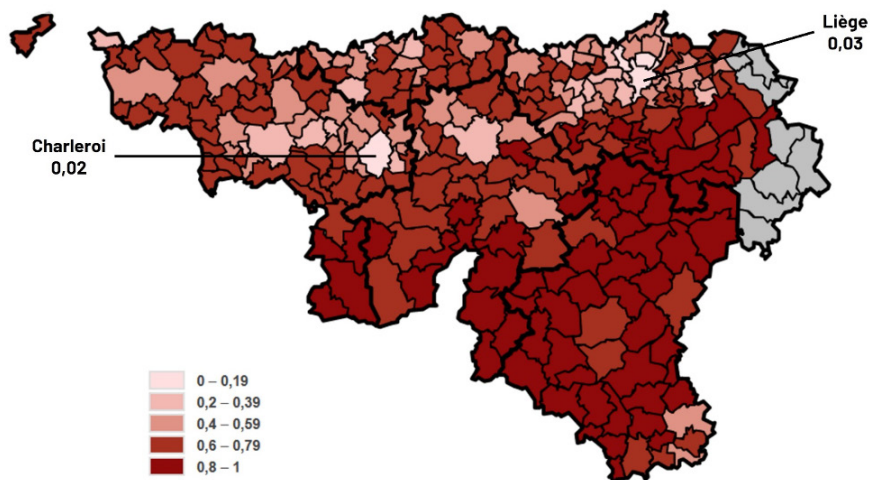 Liège
0,03
Charleroi
0,02
0 – 0,19
0,2 – 0,39
0,4 – 0,59
0,6 – 0,79
0,8 – 1